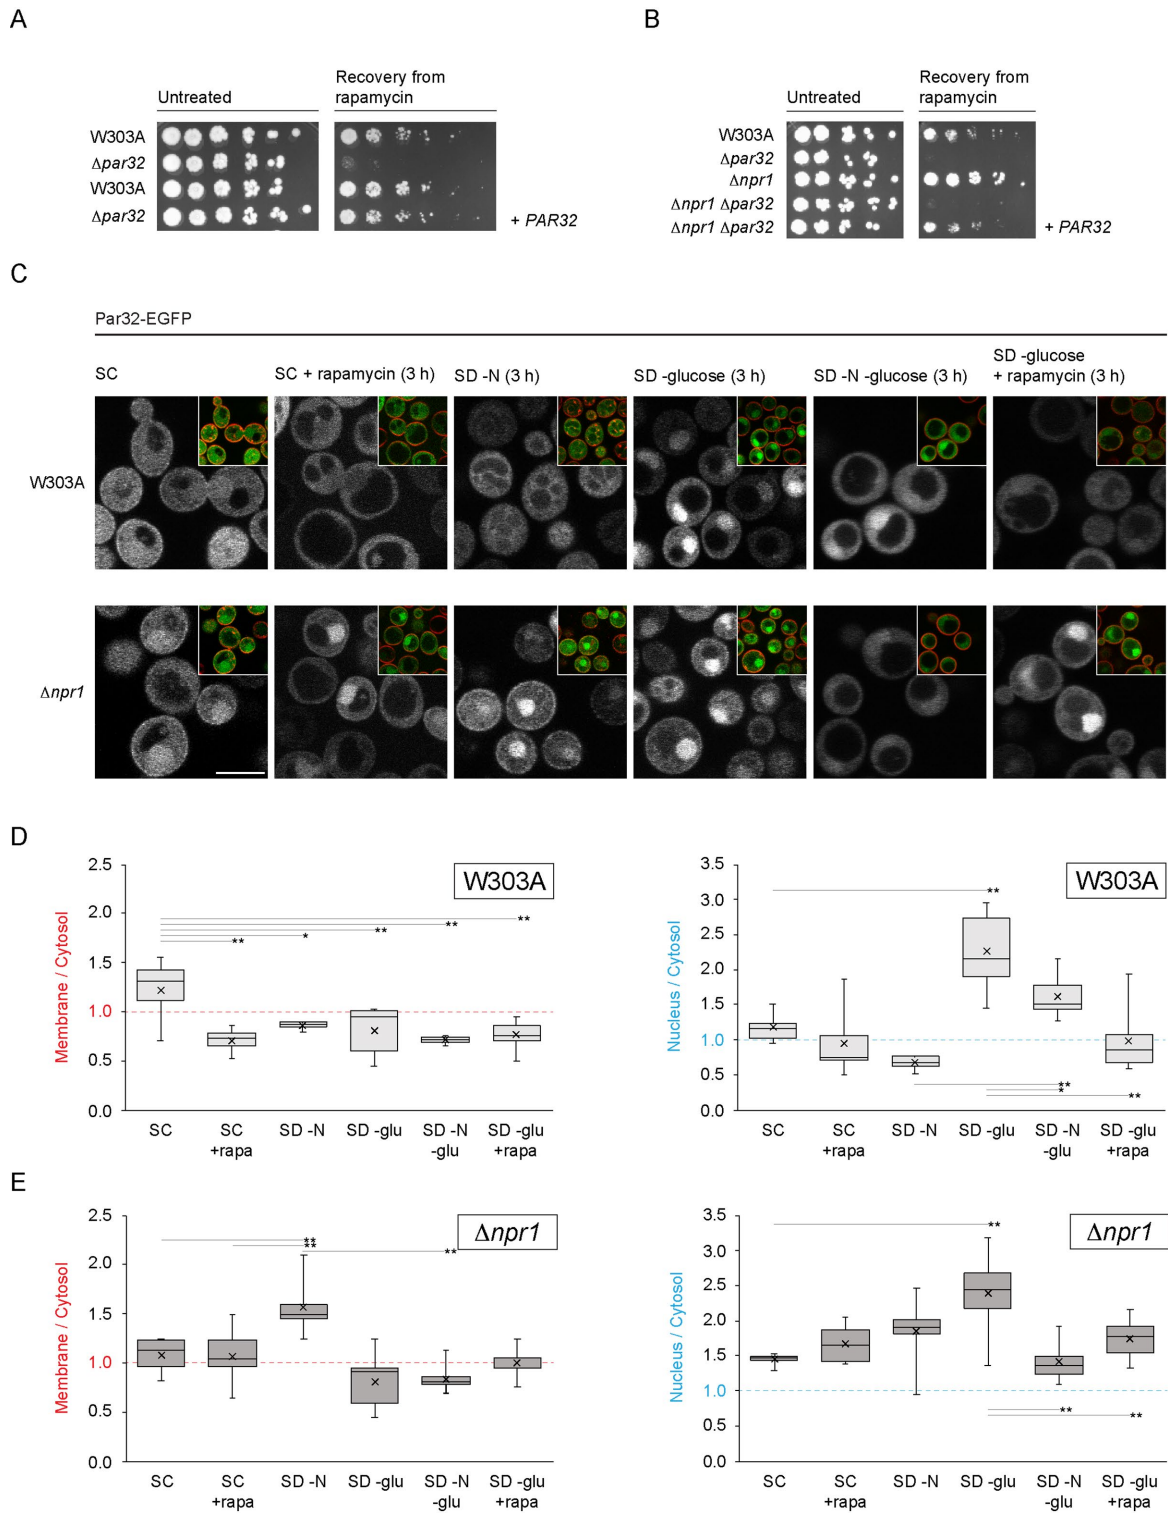 A
Untreated
Recovery from
rapamycin
W303A
Δpar32
W303A
Δpar32
+ PAR32
B
Untreated
Recovery from
rapamycin
W303A
Δpar32
Δnpr1
Δnpr1 Δpar32
Δnpr1 Δpar32
+ PAR32
C
Par32-EGFP
SC
SC + rapamycin (3 h)
SD -N (3 h)
SD -glucose (3 h)
SD -N -glucose (3 h)
SD -glucose
+ rapamycin (3 h)
W303A
Δnpr1
D
Membrane / Cytosol
2.5
2.0
1.5
1.0
0.5
0.0
W303A
**
*
**
**
**
SC
SC
+rapa
SD -N
SD -glu
SD -N
-glu
SD -glu
+rapa
Nucleus / Cytosol
3.5
3.0
2.5
2.0
1.5
1.0
0.5
0.0
W303A
**
**
*
**
SC
SC
+rapa
SD -N
SD -glu
SD -N
-glu
SD -glu
+rapa
E
Membrane / Cytosol
2.5
2.0
1.5
1.0
0.5
0.0
Δnpr1
**
**
**
SC
SC
+rapa
SD -N
SD -glu
SD -N
-glu
SD -glu
+rapa
Nucleus / Cytosol
3.5
3.0
2.5
2.0
1.5
1.0
0.5
0.0
Δnpr1
**
**
**
SC
SC
+rapa
SD -N
SD -glu
SD -N
-glu
SD -glu
+rapa